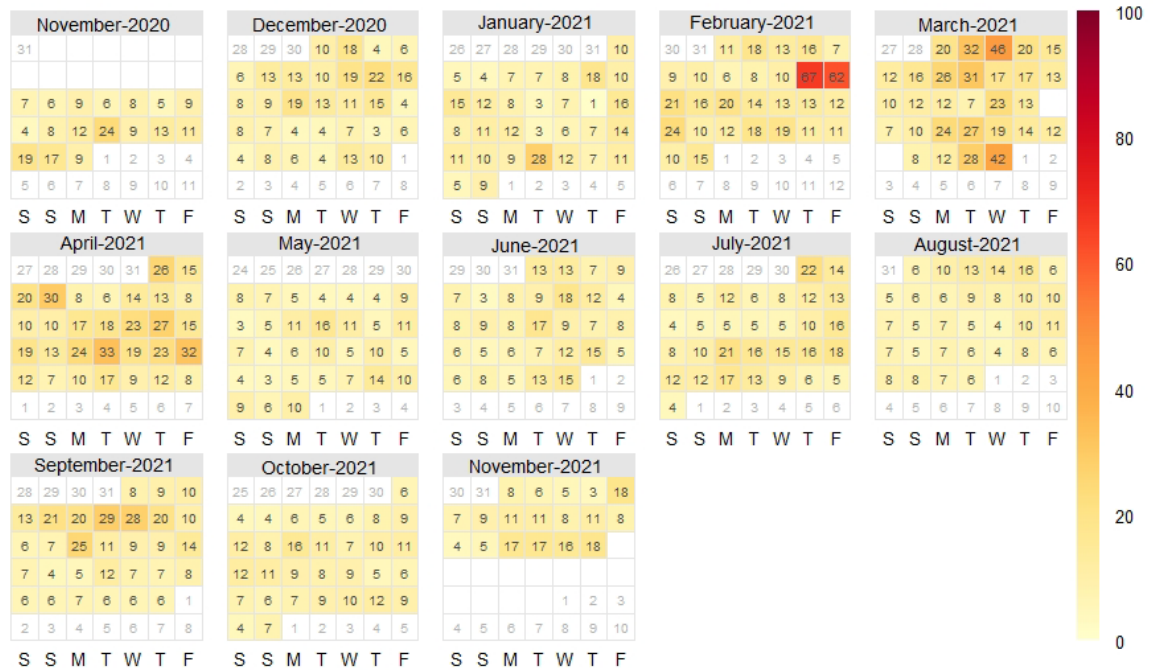 November-2020 December-2020 January-2021 February-2021 March-2021 100
31 28 29 30 10 18 4 6 26 27 28 29 30 31 10 30 31 11 18 13 16 7 27 28 20 32 46 20 15
6 13 13 10 19 22 16 5 4 7 7 8 18 10 9 10 6 8 10 67 62 12 16 26 31 17 17 13
7 6 9 6 8 5 9 8 9 19 13 11 15 4 15 12 8 3 7 1 16 21 16 20 14 13 13 12 10 12 12 7 23 13
4 8 12 24 9 13 11 8 7 4 4 7 3 6 8 11 12 3 6 7 14 24 10 12 18 19 11 11 7 10 24 27 19 14 12
80
19 17 9 1 2 3 4 4 8 6 4 13 10 1 11 10 9 28 12 7 11 10 15 1 2 3 4 5 8 12 28 42 1 2
5 6 7 8 9 10 11 2 3 4 5 6 7 8 5 9 1 2 3 4 5 6 7 8 9 10 11 12 3 4 5 6 7 8 9
S S M T W T F S S M T W T F S S M T W T F S S M T W T F S S M T W T F
April-2021 May-2021 June-2021 July-2021 August-2021
27 28 29 30 31 26 15 24 25 26 27 28 29 30 29 30 31 13 13 7 9 26 27 28 29 30 22 14 31 6 10 13 14 16 6
60
20 30 8 6 14 13 8 8 7 5 4 4 4 9 7 3 8 9 18 12 4 8 5 12 6 8 12 13 8 6 6 9 8 10 10
10 10 17 18 23 27 15 3 5 11 16 11 5 11 8 9 8 17 9 7 8 4 5 5 5 5 10 16 7 5 7 5 4 10 11
19 13 24 33 19 23 32 7 4 6 10 5 10 5 6 5 6 7 12 15 5 8 10 21 16 15 16 18 7 5 7 6 4 8 6
12 7 10 17 9 12 8 4 3 5 5 7 14 10 6 8 5 13 15 1 2 12 12 17 13 9 6 5 8 8 7 6 1 2 3
40
1 2 3 4 5 6 7 9 6 10 1 2 3 4 3 4 5 6 7 8 9 4 1 2 3 4 5 6 4 5 6 7 8 9 10
S S M T W T F S S M T W T F S S M T W T F S S M T W T F S S M T W T F
September-2021 October-2021 November-2021
28 29 30 31 8 9 10 25 26 27 28 29 30 6 30 31 8 6 5 3 18
13 21 20 29 28 20 10 4 4 6 5 6 8 9 7 9 11 11 8 11 8
20
6 7 25 11 9 9 14 12 8 16 11 7 10 11 4 5 17 17 16 18
7 4 5 12 7 7 8 12 11 9 8 9 5 6
6 6 7 6 6 6 1 7 6 7 9 10 12 9 1 2 3
2 3 4 5 6 7 8 4 7 1 2 3 4 5 4 5 6 7 8 9 10
0
S S M T W T F S S M T W T F S S M T W T F